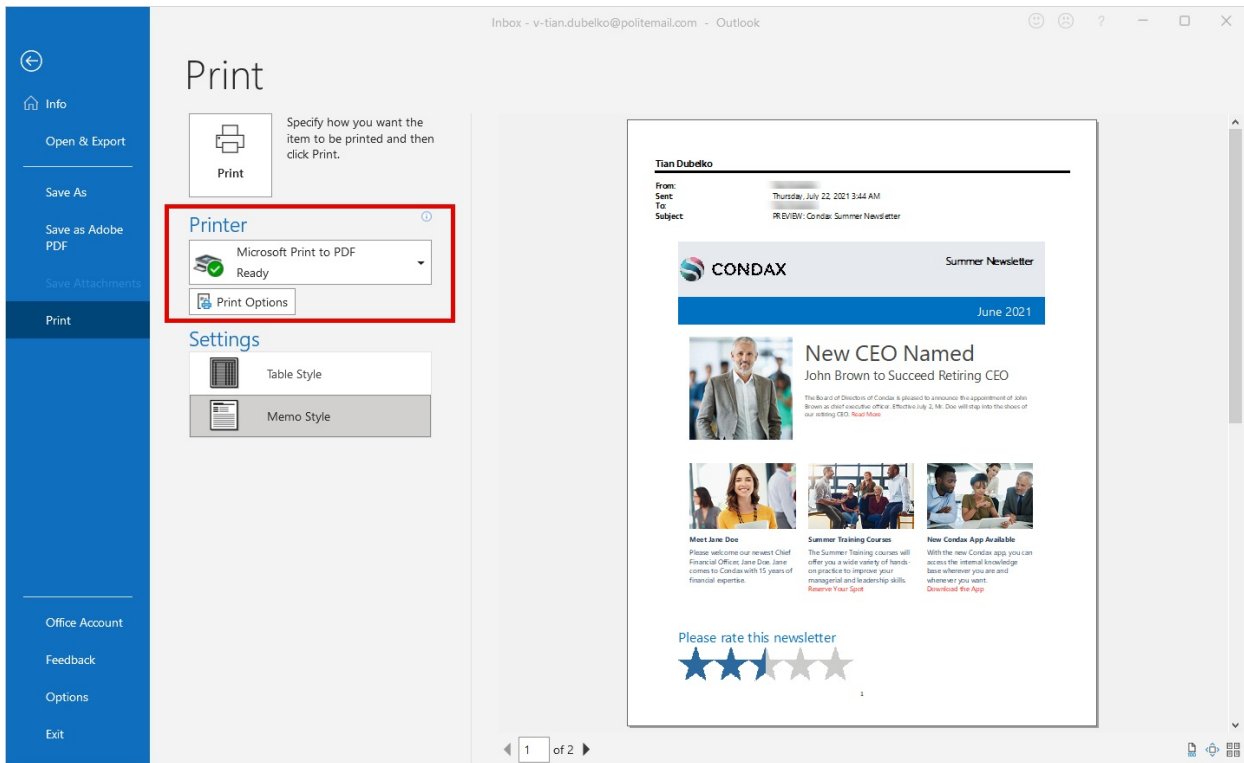 Inbox - v-tian.dubelko@politemail.com - Outlook
?
Info
Open & Export
Save As
Save as Adobe
PDF
Save Attachments
Print
Office Account
Feedback
Options
Exit
Print
Print
Specify how you want the
item to be printed and then
click Print.
Printer
Microsoft Print to PDF
Ready
Print Options
Settings
Table Style
Memo Style
Tian Dubelko
From:
Sent: Thursday, July 22, 2021 3:44 AM
To:
Subject: PREVIEW: Condax Summer Newsletter
CONDAX
Summer Newsletter
June 2021
New CEO Named
John Brown to Succeed Retiring CEO
The Board of Directors of Condax is pleased to announce the appointment of John
Brown as chief executive officer. Effective July 2, Mr. Doe will step into the shoes of
our retiring CEO. Read More
Meet Jane Doe
Please welcome our newest Chief
Financial Officer, Jane Doe. Jane
comes to Condax with 15 years of
financial expertise.
Summer Training Courses
The Summer Training courses will
offer you a wide variety of hands-
on practice to improve your
managerial and leadership skills.
Reserve Your Spot
New Condax App Available
With the new Condax app, you can
access the internal knowledge
base wherever you are and
whenever you want.
Download the App
Please rate this newsletter
1
1 of 2